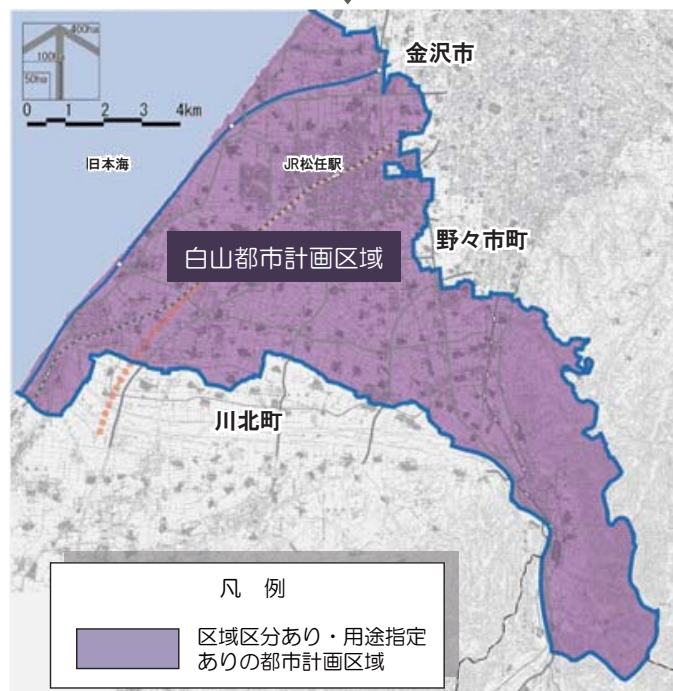 400ha
100ha
50ha
0 1 2 3 4km
金沢市
日本海
JR松任駅
野々市町
白山都市計画区域
川北町
凡 例
区域区分あり・用途指定
ありの都市計画区域